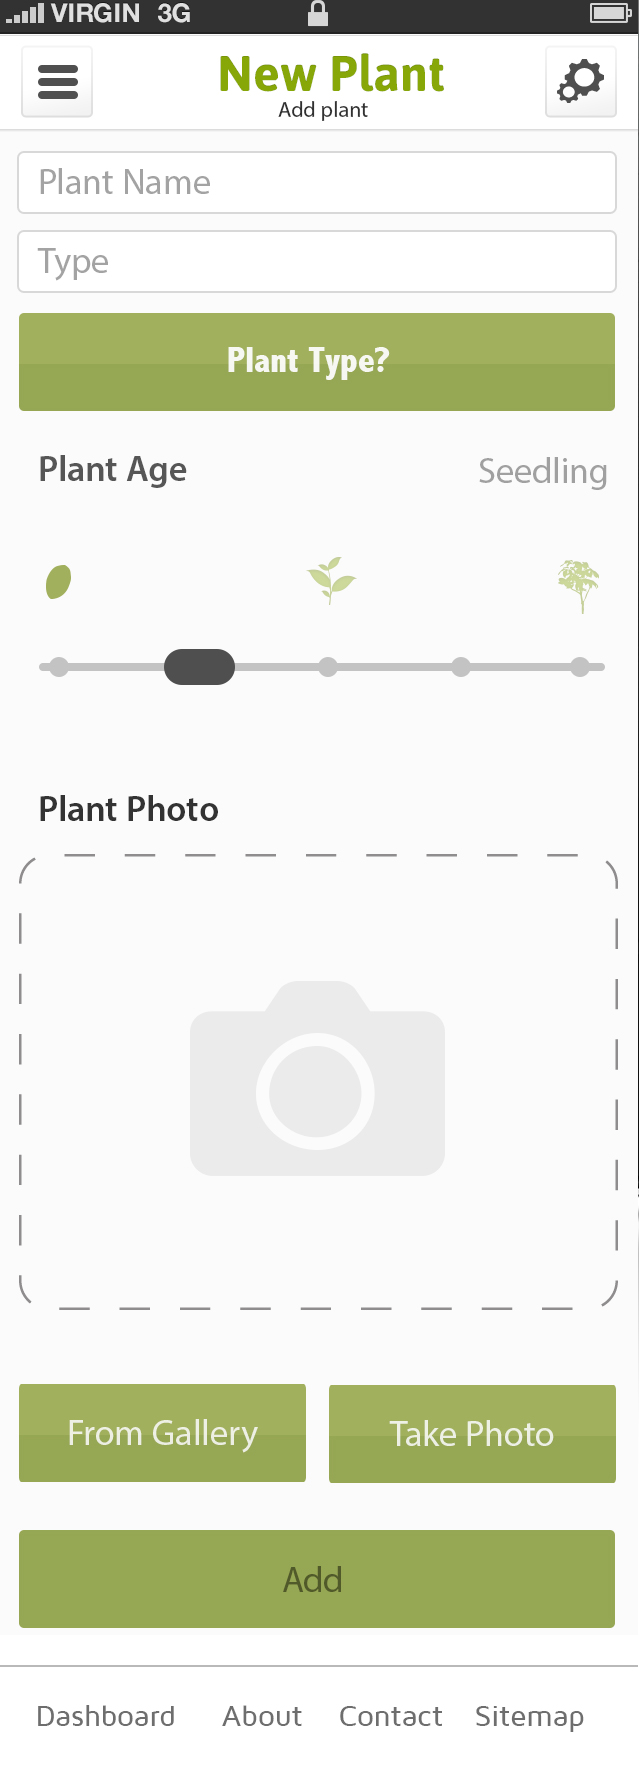 VIRGIN 3G
New Plant
Add plant
Plant Name
Type
Plant Type?
Plant Age Seedling
Plant Photo
From Gallery Take Photo
Add
Dashboard About Contact Sitemap